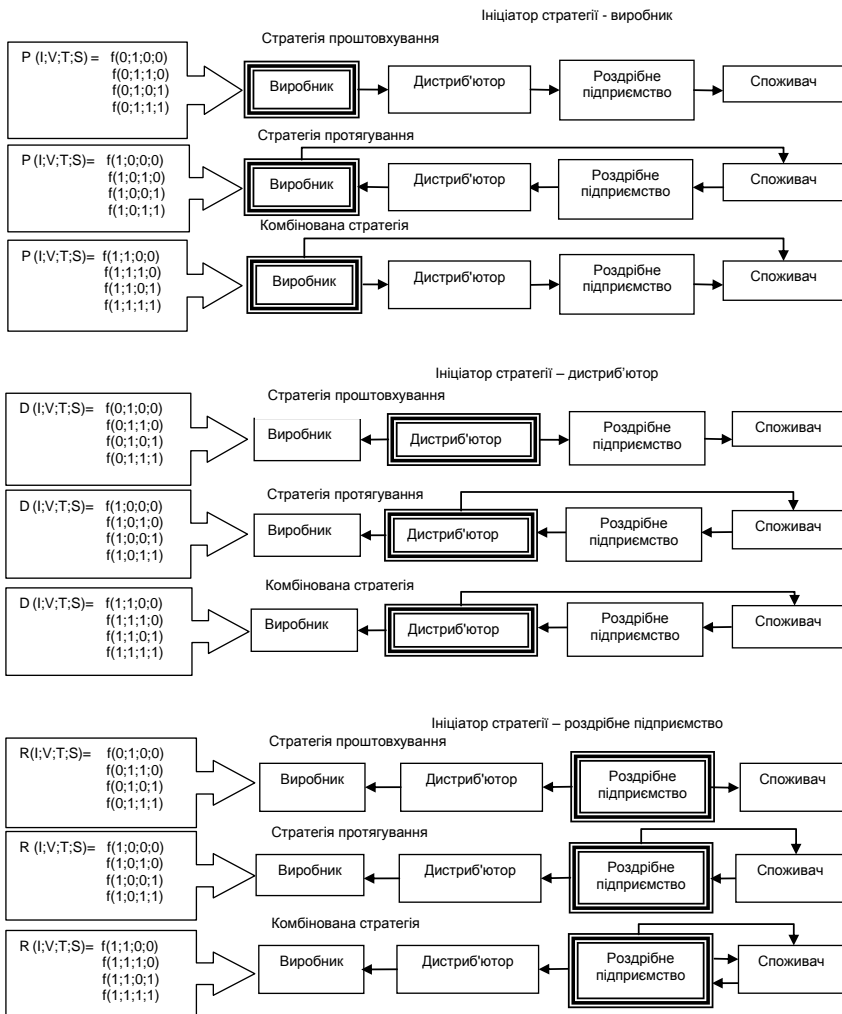 Ініціатор стратегії - виробник
Стратегія проштовхування
P (I;V;T;S) = f(0;1;0;0)
f(0;1;1;0)
f(0;1;0;1)
f(0;1;1;1)
Виробник
Дистриб'ютор
Роздрібне
підприємство
Споживач
Стратегія протягування
P (I;V;T;S)= f(1;0;0;0)
f(1;0;1;0)
f(1;0;0;1)
f(1;0;1;1)
Виробник
Дистриб'ютор
Роздрібне
підприємство
Споживач
Комбінована стратегія
P (I;V;T;S)= f(1;1;0;0)
f(1;1;1;0)
f(1;1;0;1)
f(1;1;1;1)
Виробник
Дистриб'ютор
Роздрібне
підприємство
Споживач
Ініціатор стратегії – дистриб'ютор
Стратегія проштовхування
D (I;V;T;S)= f(0;1;0;0)
f(0;1;1;0)
f(0;1;0;1)
f(0;1;1;1)
Виробник
Дистриб'ютор
Роздрібне
підприємство
Споживач
Стратегія протягування
D (I;V;T;S)= f(1;0;0;0)
f(1;0;1;0)
f(1;0;0;1)
f(1;0;1;1)
Виробник
Дистриб'ютор
Роздрібне
підприємство
Споживач
Комбінована стратегія
D (I;V;T;S)= f(1;1;0;0)
f(1;1;1;0)
f(1;1;0;1)
f(1;1;1;1)
Виробник
Дистриб'ютор
Роздрібне
підприємство
Споживач
Ініціатор стратегії – роздрібне підприємство
Стратегія проштовхування
R(I;V;T;S)= f(0;1;0;0)
f(0;1;1;0)
f(0;1;0;1)
f(0;1;1;1)
Виробник
Дистриб'ютор
Роздрібне
підприємство
Споживач
Стратегія протягування
R (I;V;T;S)= f(1;0;0;0)
f(1;0;1;0)
f(1;0;0;1)
f(1;0;1;1)
Виробник
Дистриб'ютор
Роздрібне
підприємство
Споживач
Комбінована стратегія
R (I;V;T;S)= f(1;1;0;0)
f(1;1;1;0)
f(1;1;0;1)
f(1;1;1;1)
Виробник
Дистриб'ютор
Роздрібне
підприємство
Споживач